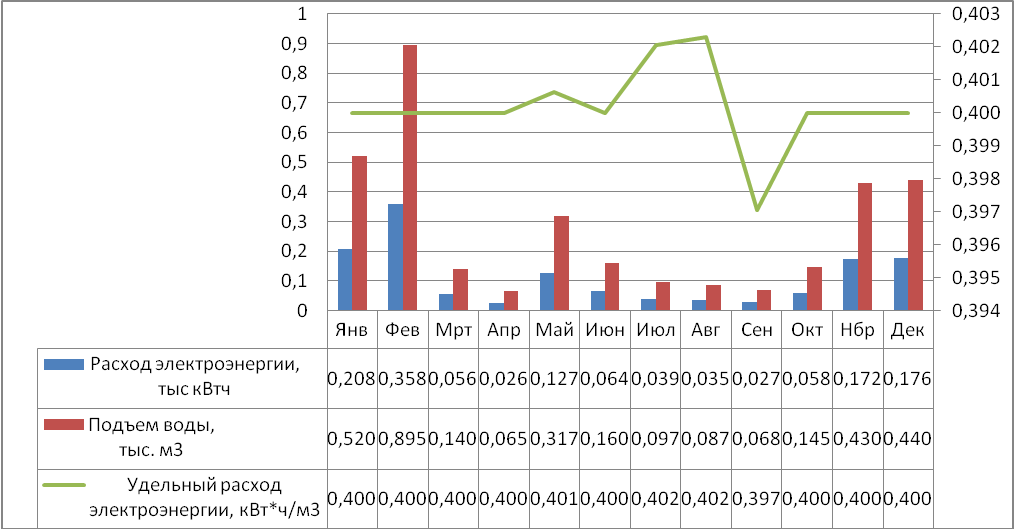 1 0,403
0,9 0,402
0,8 0,401
0,7 0,400
0,6 0,399
0,5 0,398
0,4 0,397
0,3 0,396
0,2 0,395
0,1 0,394
0
Янв Фев Мрт Апр Май Июн Июл Авг Сен Окт Нбр Дек
Расход электроэнергии,
тыс кВтч
0,208 0,358 0,056 0,026 0,127 0,064 0,039 0,035 0,027 0,058 0,172 0,176
Подъем воды,
тыс. м3
0,520 0,895 0,140 0,065 0,317 0,160 0,097 0,087 0,068 0,145 0,430 0,440
Удельный расход
электроэнергии, кВт*ч/м3
0,400 0,400 0,400 0,400 0,401 0,400 0,402 0,402 0,397 0,400 0,400 0,400